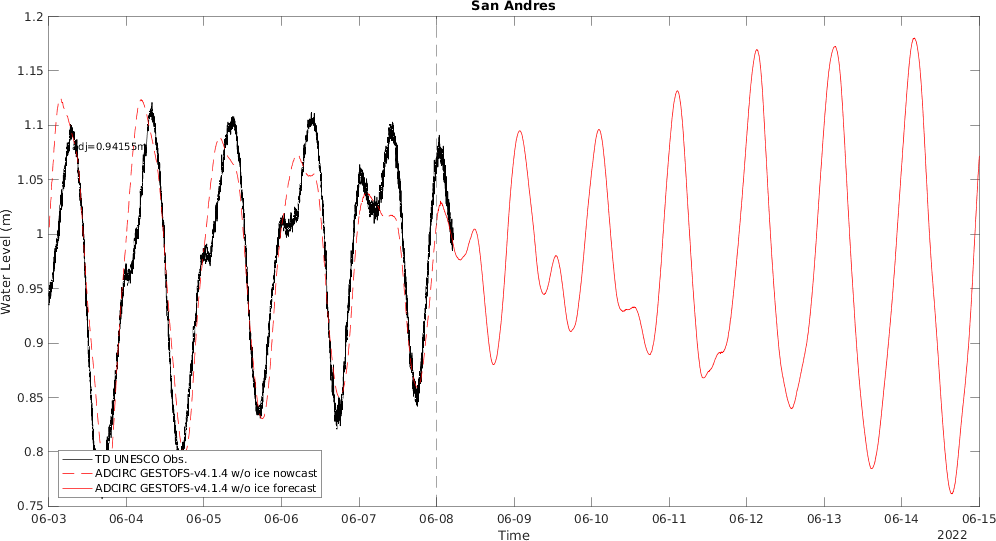 San Andres
1.2
1.15
1.1
1.05
1
0.95
0.9
0.85
0.8
0.75
Water Level (m)
adj=0.94155m
TD UNESCO Obs.
ADCIRC GESTOFS-v4.1.4 w/o ice nowcast
ADCIRC GESTOFS-v4.1.4 w/o ice forecast
06-03 06-04 06-05 06-06 06-07 06-08 06-09 06-10 06-11 06-12 06-13 06-14 06-15
Time
2022